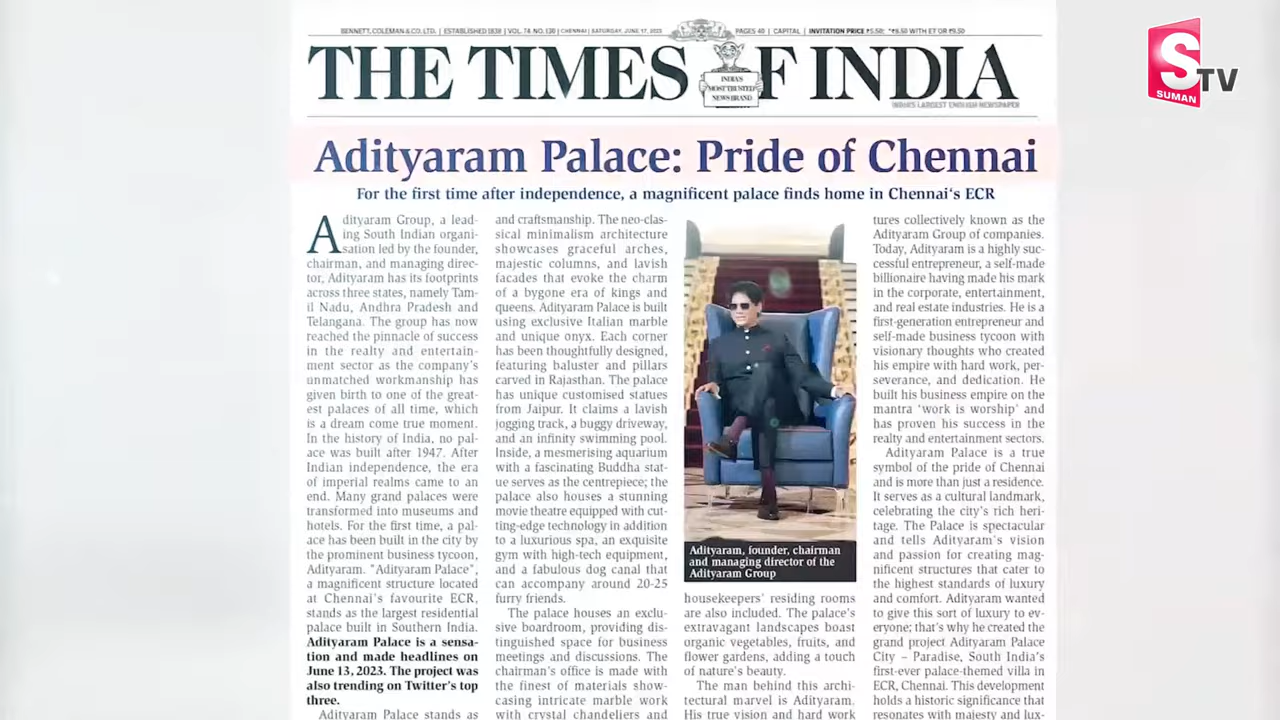 BENNETT, COLEMAN & CO. LTD. | ESTABLISHED 1838 | VOL. 74 NO. 130 | CHENNAI | SATURDAY, JUNE 17, 2023
PAGES 40 | CAPITAL | INVITATION PRICE ₹5.50;
WITH ET OR ₹9.50
THE TIMES OF INDIA
INDIA'S
MOST TRUSTED
NEWS BRAND
INDIA'S LARGEST ENGLISH NEWSPAPER
S TV
SUMAN
Adityaram Palace: Pride of Chennai
For the first time after independence, a magnificent palace finds home in Chennai's ECR
Adityaram Group, a lead-
ing South Indian organi-
sation led by the founder,
chairman, and managing direc-
tor, Adityaram has its footprints
across three states, namely Tam-
il Nadu, Andhra Pradesh and
Telangana. The group has now
reached the pinnacle of success
in the realty and entertain-
ment sector as the company's
unmatched workmanship has
given birth to one of the great-
est palaces of all time, which
is a dream come true moment.
In the history of India, no pal-
ace was built after 1947. After
Indian independence, the era
of imperial realms came to an
end. Many grand palaces were
transformed into museums and
hotels. For the first time, a pal-
ace has been built in the city by
the prominent business tycoon,
Adityaram. "Adityaram Palace",
a magnificent structure located
at Chennai's favourite ECR,
stands as the largest residential
palace built in Southern India.
Adityaram Palace is a sensa-
tion and made headlines on
June 13, 2023. The project was
also trending on Twitter's top
three.
Adityaram Palace stands as
and craftsmanship. The neo-clas-
sical minimalism architecture
showcases graceful arches,
majestic columns, and lavish
facades that evoke the charm
of a bygone era of kings and
queens. Adityaram Palace is built
using exclusive Italian marble
and unique onyx. Each corner
has been thoughtfully designed,
featuring baluster and pillars
carved in Rajasthan. The palace
has unique customised statues
from Jaipur. It claims a lavish
jogging track, a buggy driveway,
and an infinity swimming pool.
Inside, a mesmerising aquarium
with a fascinating Buddha stat-
ue serves as the centrepiece; the
palace also houses a stunning
movie theatre equipped with cut-
ting-edge technology in addition
to a luxurious spa, an exquisite
gym with high-tech equipment,
and a fabulous dog canal that
can accompany around 20-25
furry friends.
The palace houses an exclu-
sive boardroom, providing dis-
tinguished space for business
meetings and discussions. The
chairman's office is made with
the finest of materials show-
casing intricate marble work
with crystal chandeliers and
Adityaram, founder, chairman
and managing director of the
Adityaram Group
housekeepers' residing rooms
are also included. The palace's
extravagant landscapes boast
organic vegetables, fruits, and
flower gardens, adding a touch
of nature's beauty.
The man behind this archi-
tectural marvel is Adityaram.
His true vision and hard work
tures collectively known as the
Adityaram Group of companies.
Today, Adityaram is a highly suc-
cessful entrepreneur, a self-made
billionaire having made his mark
in the corporate, entertainment,
and real estate industries. He is a
first-generation entrepreneur and
self-made business tycoon with
visionary thoughts who created
his empire with hard work, per-
severance, and dedication. He
built his business empire on the
mantra 'work is worship' and
has proven his success in the
realty and entertainment sectors.
Adityaram Palace is a true
symbol of the pride of Chennai
and is more than just a residence.
It serves as a cultural landmark,
celebrating the city's rich heri-
tage. The Palace is spectacular
and tells Adityaram's vision
and passion for creating mag-
nificent structures that cater to
the highest standards of luxury
and comfort. Adityaram wanted
to give this sort of luxury to ev-
eryone; that's why he created the
grand project Adityaram Palace
City – Paradise, South India's
first-ever palace-themed villa in
ECR, Chennai. This development
holds a historic significance that
resonates with majesty and lux-